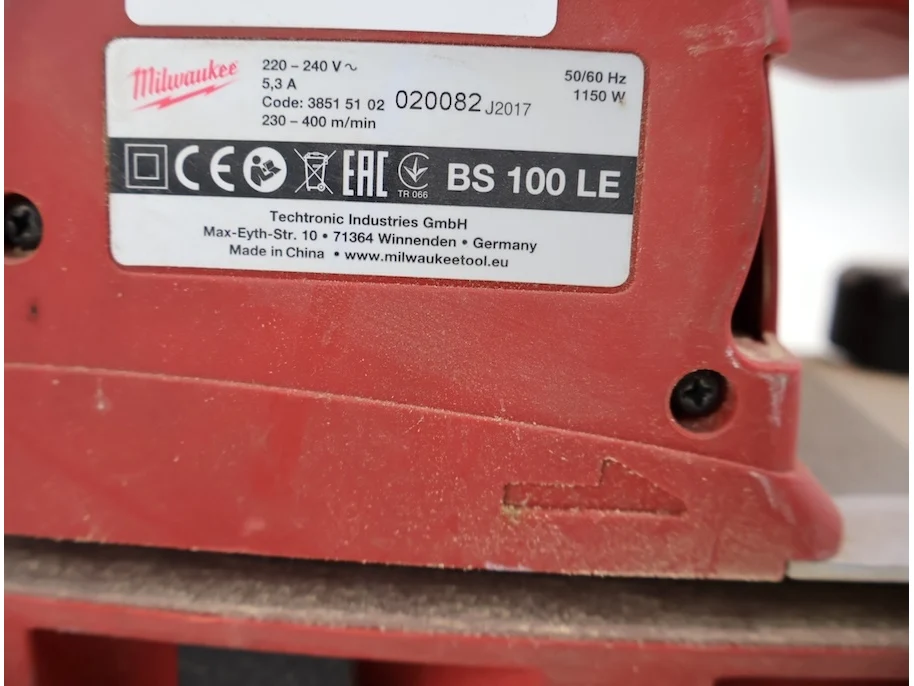 Milwaukee
220 – 240 V ~
5,3 A
Code: 3851 51 02 020082 J2017
230 – 400 m/min
50/60 Hz
1150 W
CE EAC TR 066 BS 100 LE
Techtronic Industries GmbH
Max-Eyth-Str. 10 • 71364 Winnenden • Germany
Made in China • www.milwaukeetool.eu